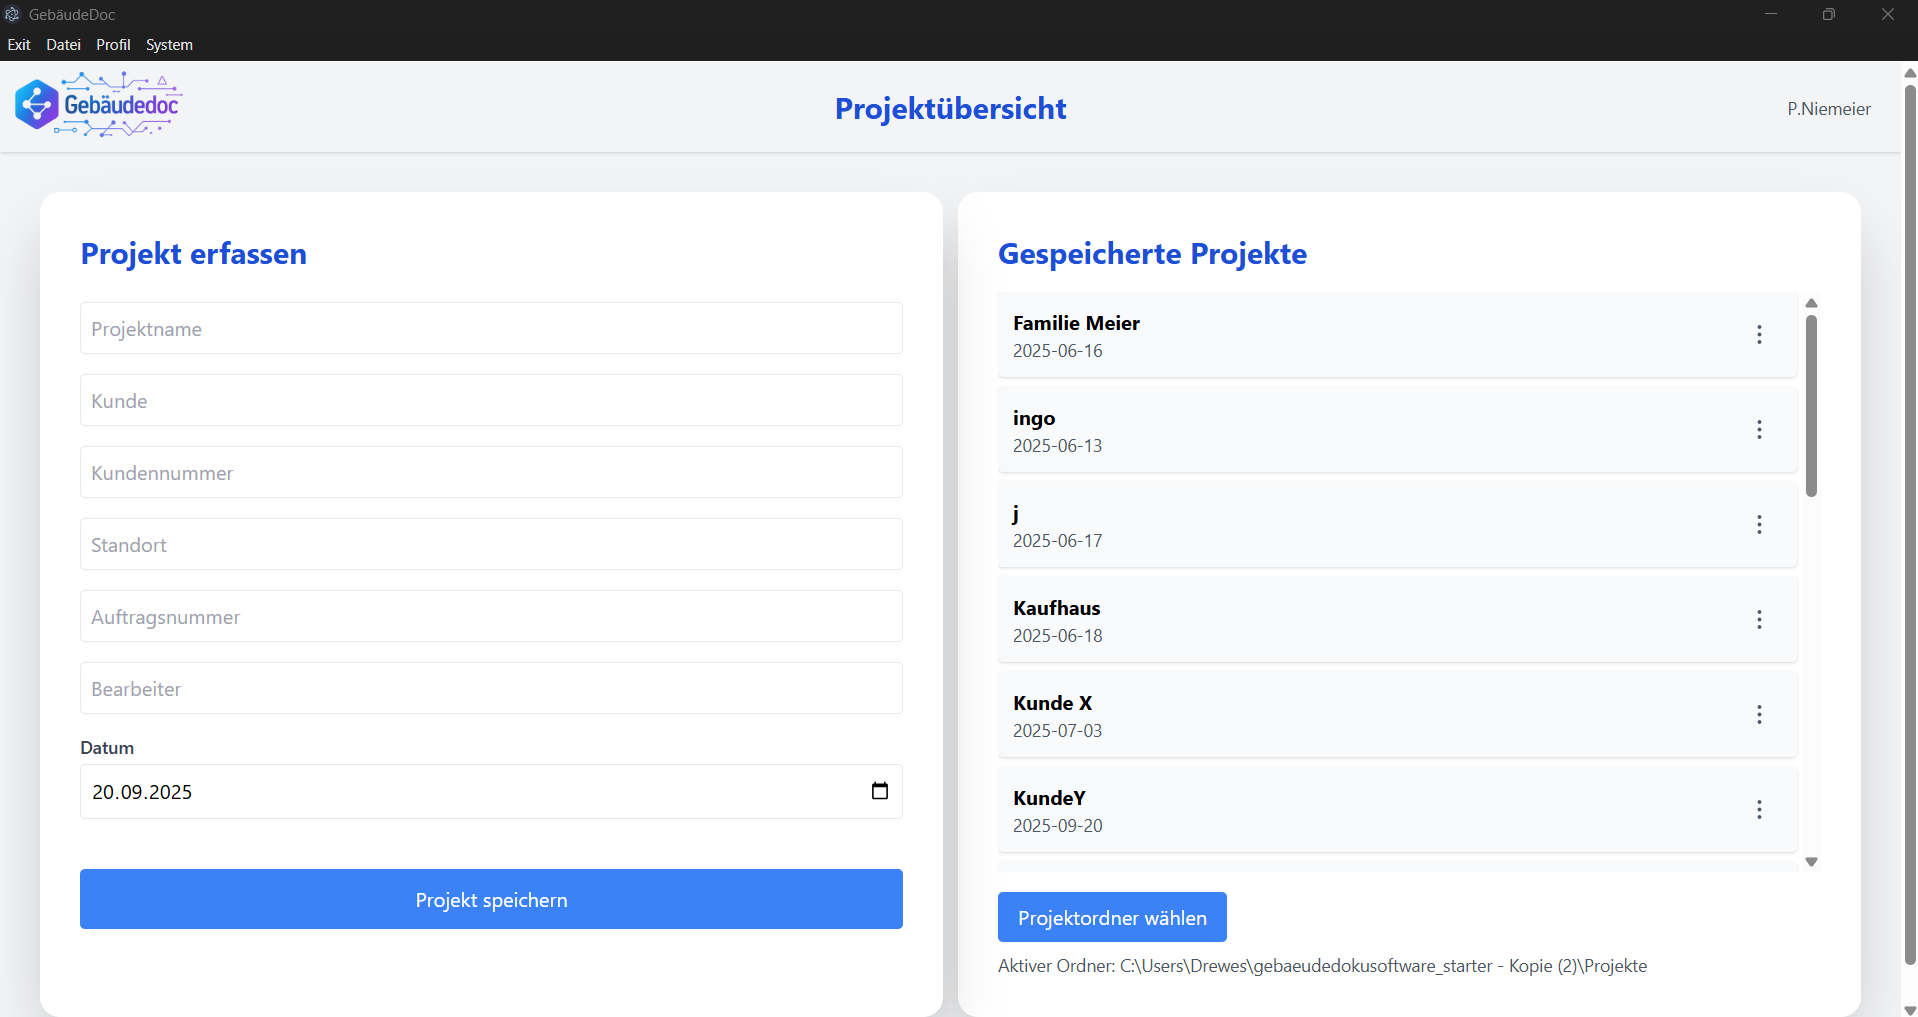 GebäudeDoc
Exit Datei Profil System
Gebäudedoc
Projektübersicht
P.Niemeier
Projekt erfassen
Projektname
Kunde
Kundennummer
Standort
Auftragsnummer
Bearbeiter
Datum
20.09.2025
Projekt speichern
Gespeicherte Projekte
Familie Meier
2025-06-16
ingo
2025-06-13
j
2025-06-17
Kaufhaus
2025-06-18
Kunde X
2025-07-03
KundeY
2025-09-20
Projektordner wählen
Aktiver Ordner: C:\Users\Drewes\gebaeudedokusoftware_starter - Kopie (2)\Projekte